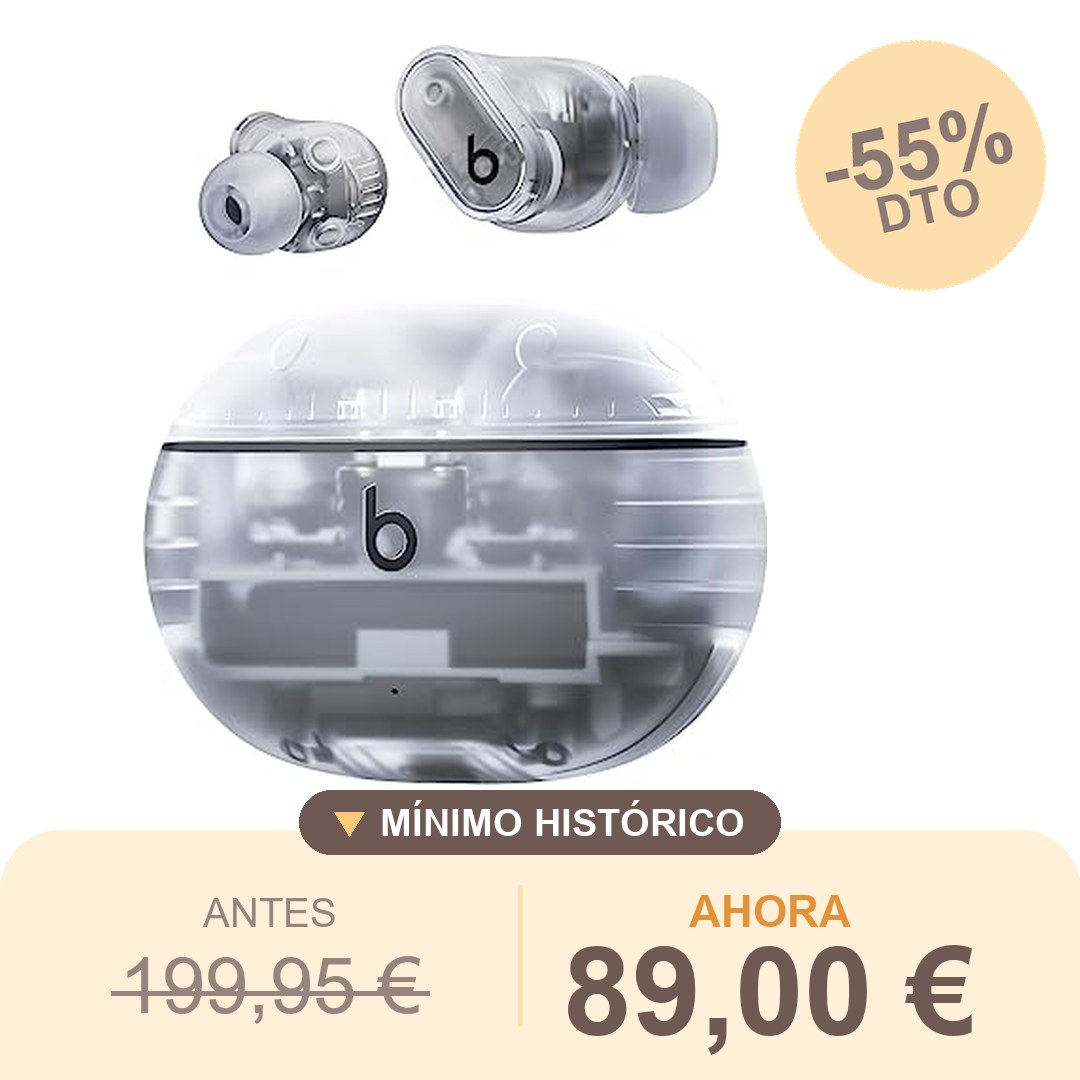 -55%
DTO
b
b
MÍNIMO HISTÓRICO
ANTES
199,95 €
AHORA
89,00 €